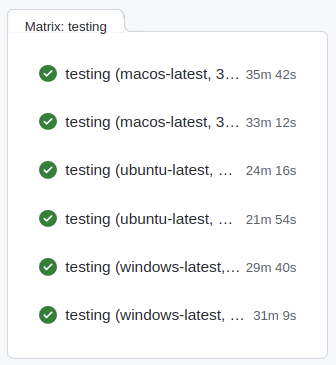 Matrix: testing
testing (macos-latest, 3... 35m 42s
testing (macos-latest, 3... 33m 12s
testing (ubuntu-latest, ... 24m 16s
testing (ubuntu-latest, ... 21m 54s
testing (windows-latest,... 29m 40s
testing (windows-latest, ... 31m 9s